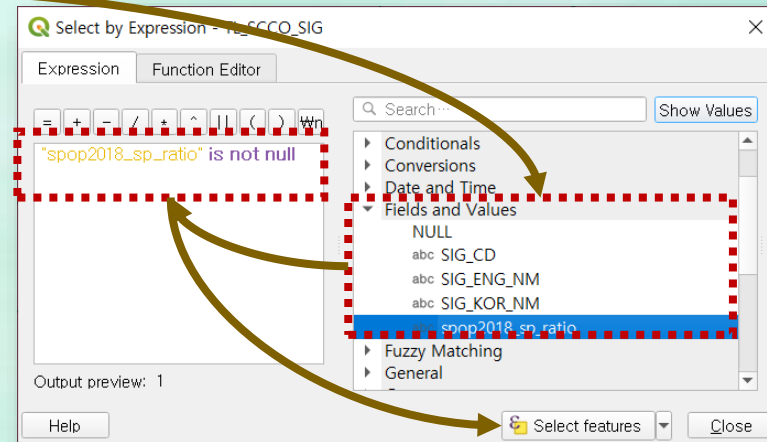 Select by Expression - TL_SCCO_SIG
Expression
Function Editor
= + - / * ^ || ( ) ₩n
Search…
Show Values
"spop2018_sp_ratio" is not null
Conditionals
Conversions
Date and Time
Fields and Values
NULL
abc SIG_CD
abc SIG_ENG_NM
abc SIG_KOR_NM
spop2018_sp_ratio
Fuzzy Matching
General
Output preview: 1
Help
Select features
Close